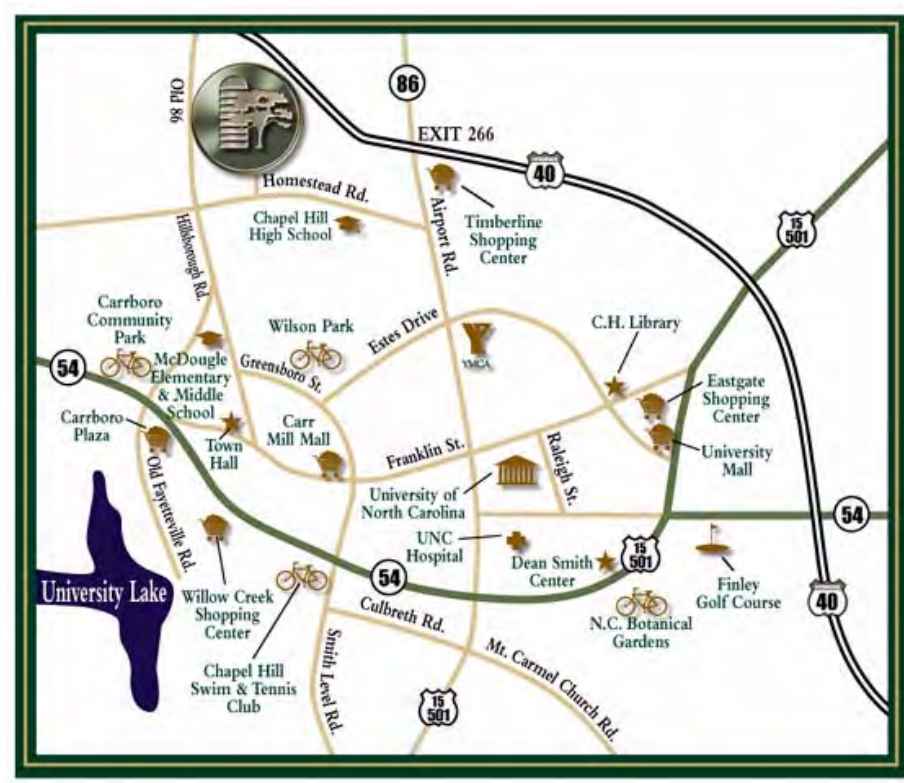 Old 86
86
EXIT 266
40
Homestead Rd.
Chapel Hill
High School
Airport Rd.
Timberline
Shopping
Center
15
501
Hillsborough Rd.
Carrboro
Community
Park
Wilson Park
Estes Drive
YMCA
C.H. Library
54
McDougle
Elementary
& Middle
School
Greensboro St.
Eastgate
Shopping
Center
Carrboro
Plaza
Town
Hall
Carr
Mill Mall
Franklin St.
Raleigh St.
University
Mall
Old Fayetteville Rd.
University of
North Carolina
UNC
Hospital
Dean Smith
Center
15
501
54
Finley
Golf Course
40
University Lake
Willow Creek
Shopping
Center
54
Culbreth Rd.
N.C. Botanical
Gardens
Chapel Hill
Swim & Tennis
Club
Smith Level Rd.
Mt. Carmel Church Rd.
15
501